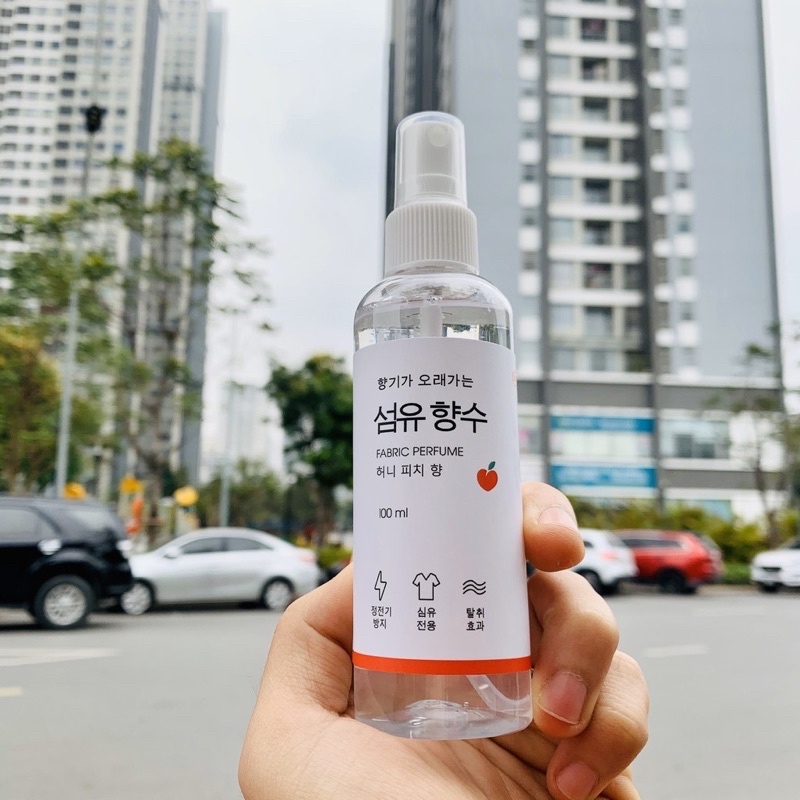 향기가 오래가는
섬유 향수
FABRIC PERFUME
허니 피치 향
100 ml
정전기
방지
섬유
전용
탈취
효과